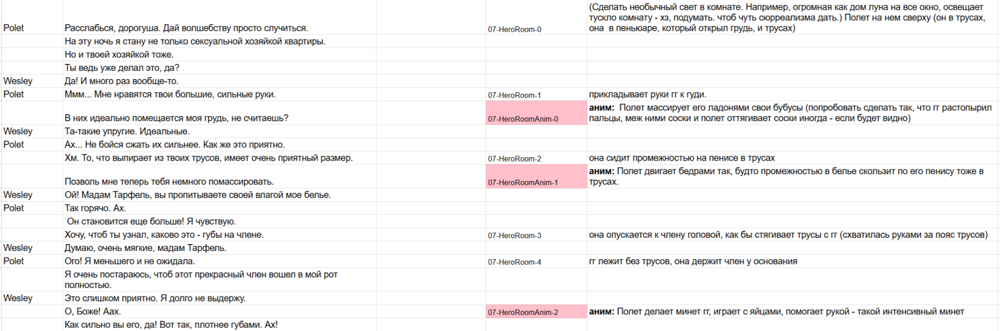 (Сделать необычный свет в комнате. Например, огромная как дом луна на все окно, освещает
тускло комнату - хз, подумать. чтоб чуть сюрреализма дать.) Полет на нем сверху (он в трусах,
Polet Расслабься, дорогуша. Дай волшебству просто случиться. 07-HeroRoom-0 она  в пеньюаре, который открыл грудь, и трусах)
На эту ночь я стану не только сексуальной хозяйкой квартиры.
Но и твоей хозяйкой тоже.
Ты ведь уже делал это, да?
Wesley Да! И много раз вообще-то.
Polet Ммм... Мне нравятся твои большие, сильные руки. 07-HeroRoom-1 прикладывает руки гг к гуди.
аним:  Полет массирует его ладонями свои бубусы (попробовать сделать так, что гг растопырил
В них идеально помещается моя грудь, не считаешь? 07-HeroRoomAnim-0 пальцы, меж ними соски и полет оттягивает соски иногда - если будет видно)
Wesley Та-такие упругие. Идеальные.
Polet Ах... Не бойся сжать их сильнее. Как же это приятно.
Хм. То, что выпирает из твоих трусов, имеет очень приятный размер. 07-HeroRoom-2 она сидит промежностью на пенисе в трусах
аним: Полет двигает бедрами так, будто промежностью в белье скользит по его пенису тоже в
Позволь мне теперь тебя немного помассировать. 07-HeroRoomAnim-1 трусах.
Wesley Ой! Мадам Тарфель, вы пропитываете своей влагой мое белье.
Polet Так горячо. Ах.
Он становится еще больше! Я чувствую.
Хочу, чтоб ты узнал, каково это - губы на члене. 07-HeroRoom-3 она опускается к члену головой, как бы стягивает трусы с гг (схватилась руками за пояс трусов)
Wesley Думаю, очень мягкие, мадам Тарфель.
Polet Ого! Я меньшего и не ожидала. 07-HeroRoom-4 гг лежит без трусов, она держит член у основания
Я очень постараюсь, чтоб этот прекрасный член вошел в мой рот
полностью.
Wesley Это слишком приятно. Я долго не выдержу.
О, Боже! Аах. 07-HeroRoomAnim-2 аним: Полет делает минет гг, играет с яйцами, помогает рукой - такой интенсивный минет
Как сильно вы его, да! Вот так, плотнее губами. Ах!